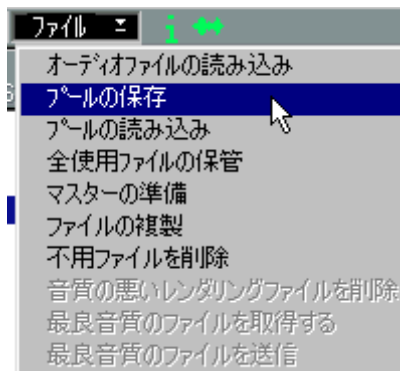 ファイル
i
オーディオファイルの読み込み
プールの保存
プールの読み込み
全使用ファイルの保管
マスターの準備
ファイルの複製
不用ファイルを削除
音質の悪いレンダリングファイルを削除
最良音質のファイルを取得する
最良音質のファイルを送信